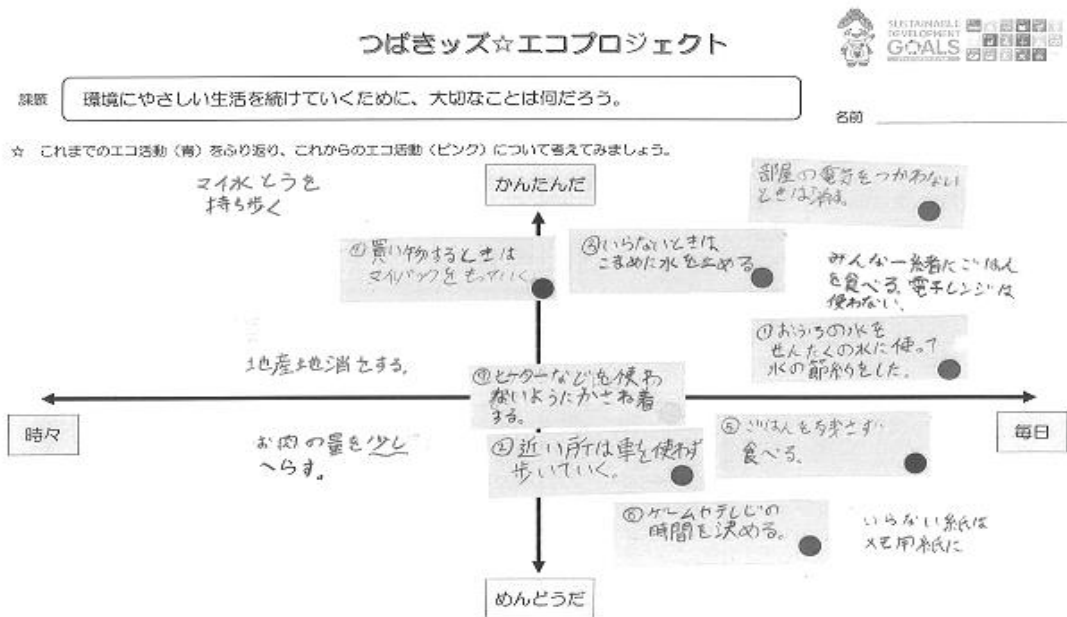 つばきッズ☆エコプロジェクト
SUSTAINABLE
DEVELOPMENT
GOALS
課題
環境にやさしい生活を続けていくために、大切なことは何だろう。
名前
☆ これまでのエコ活動（青）をふり返り、これからのエコ活動（ピンク）について考えてみましょう。
マイ水とうを
持ち歩く
かんたんだ
部屋の電気をつかわない
ときは消す。
買い物するときは
マイバックをもっていく
③いらないときは
こまめに水を止める
みんな一緒にごはん
を食べる。電子レンジは
使わない。
①おふろの水を
せんたくの水に使って
水の節約をした。
地産地消をする。
ヒーターなどを使わ
ないようにかさね着
する。
時々
毎日
お肉の量を少し
へらす。
②近い所は車を使わず
歩いていく。
⑤ごはんを残さず
食べる。
⑥ゲームやテレビの
時間を決める。
いらない紙は
メモ用紙に
めんどうだ